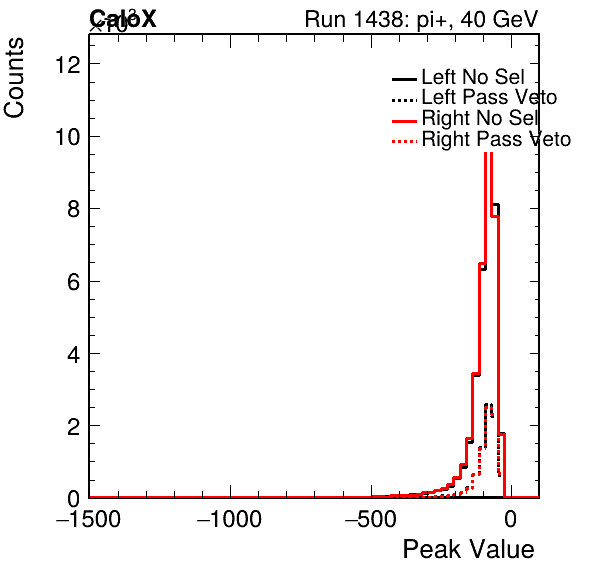 CaloX
×10³
Run 1438: pi+, 40 GeV
Counts
12
10
8
6
4
2
0
Left No Sel
Left Pass Veto
Right No Sel
Right Pass Veto
−1500
−1000
−500
0
Peak Value